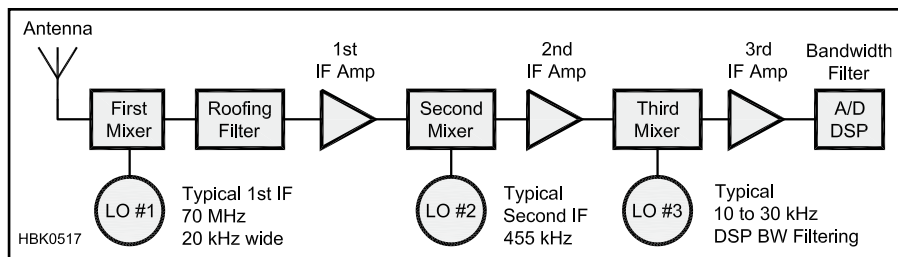 Antenna
1st
IF Amp
2nd
IF Amp
3rd
IF Amp
Bandwidth
Filter
First
Mixer
Roofing
Filter
Second
Mixer
Third
Mixer
A/D
DSP
LO #1
Typical 1st IF
70 MHz
20 kHz wide
LO #2
Typical
Second IF
455 kHz
LO #3
Typical
10 to 30 kHz
DSP BW Filtering
HBK0517